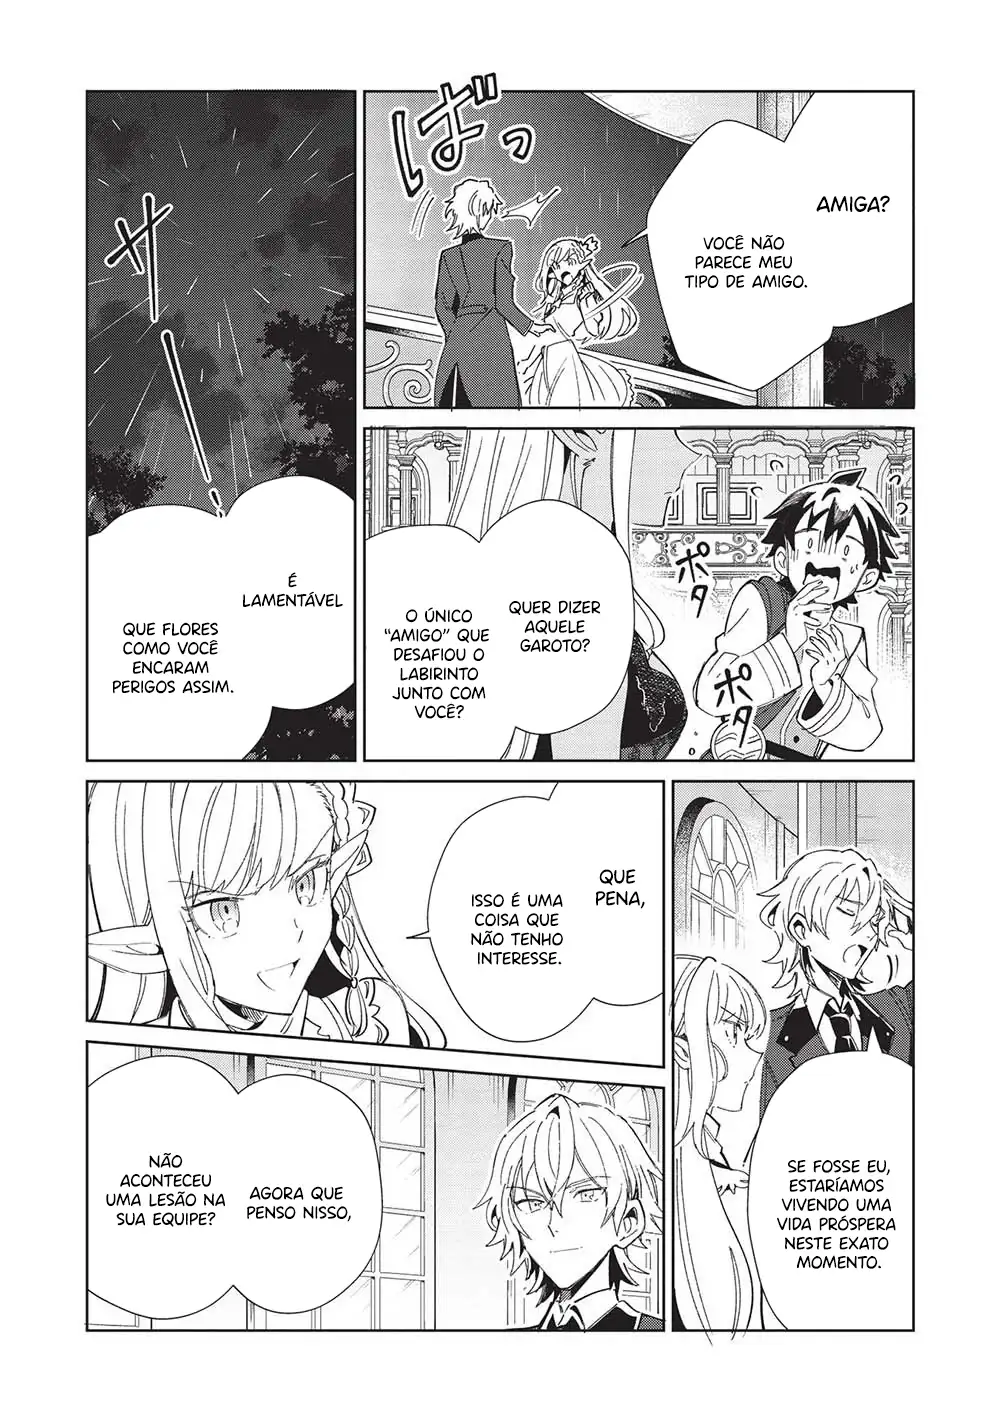 ばっ
AMIGA?
VOCÊ NÃO
PARECE MEU
TIPO DE AMIGO.
ザザ
É
LAMENTÁVEL
QUE FLORES
COMO VOCÊ
ENCARAM
PERIGOS ASSIM.
QUER DIZER
AQUELE
GAROTO?
O ÚNICO
“AMIGO” QUE
DESAFIOU O
LABIRINTO
JUNTO COM
VOCÊ?
ポタ
ポタ
QUE
PENA,
ISSO É UMA
COISA QUE
NÃO TENHO
INTERESSE.
SE FOSSE EU,
ESTARÍAMOS
VIVENDO UMA
VIDA PRÓSPERA
NESTE EXATO
MOMENTO.
AGORA QUE
PENSO NISSO,
NÃO
ACONTECEU
UMA LESÃO NA
SUA EQUIPE?